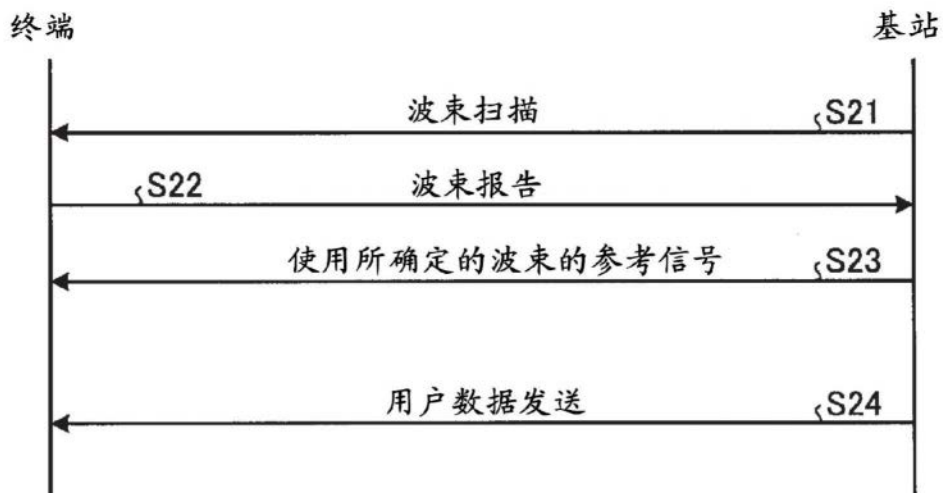 终端
基站
波束扫描
S21
S22
波束报告
使用所确定的波束的参考信号
S23
用户数据发送
S24